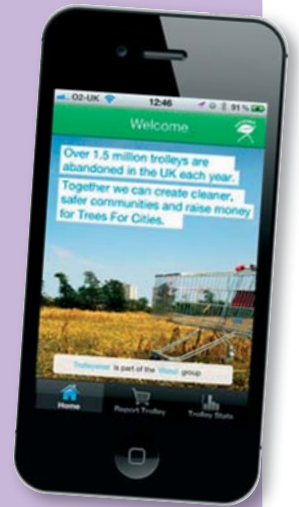 O2-UK 12:46 91%
Welcome
Over 1.5 million trolleys are
abandoned in the UK each year.
Together we can create cleaner,
safer communities and raise money
for Trees For Cities.
Trolleywise is part of the Wanzl group
Home Report Trolley Trolley Stats